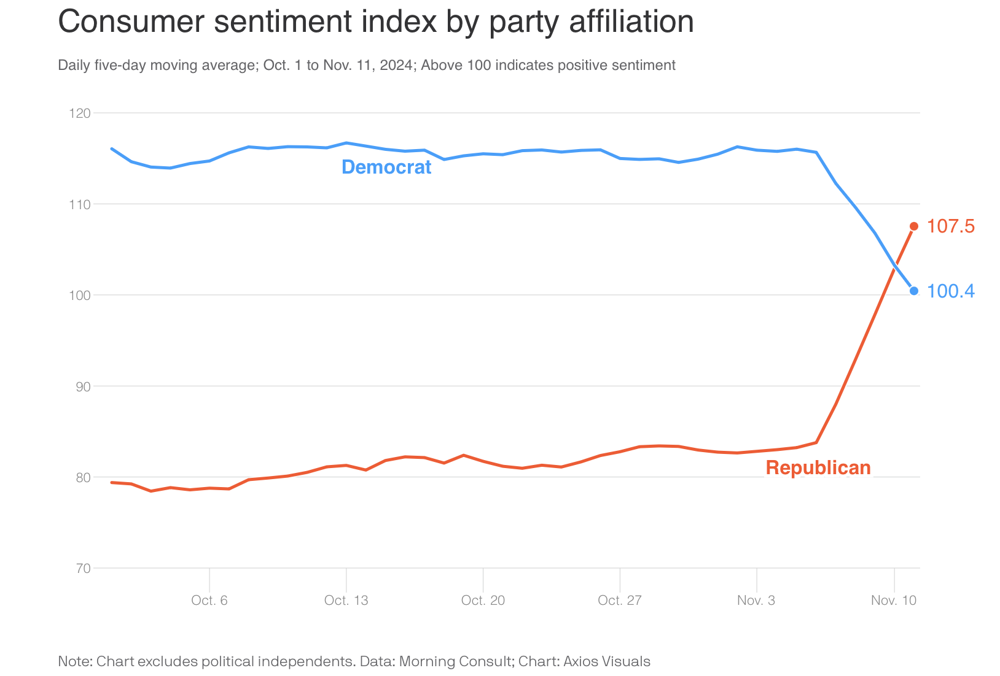 Consumer sentiment index by party affiliation
Daily five-day moving average; Oct. 1 to Nov. 11, 2024; Above 100 indicates positive sentiment
120
Democrat
110
107.5
100
100.4
90
Republican
80
70
Oct. 6 Oct. 13 Oct. 20 Oct. 27 Nov. 3 Nov. 10
Note: Chart excludes political independents. Data: Morning Consult; Chart: Axios Visuals